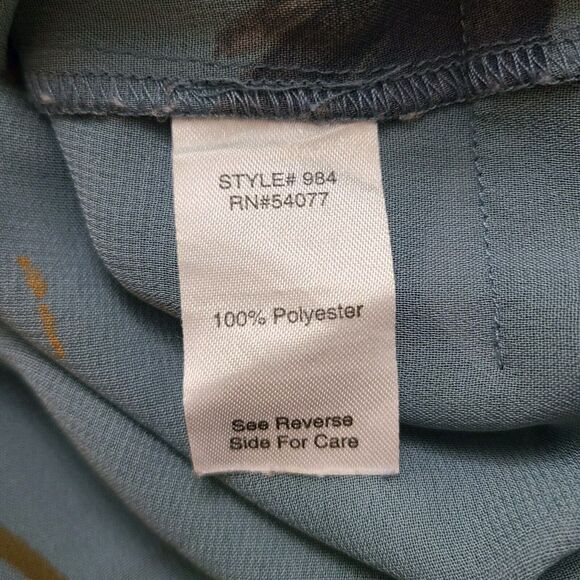 STYLE# 984
RN#54077
100% Polyester
See Reverse
Side For Care